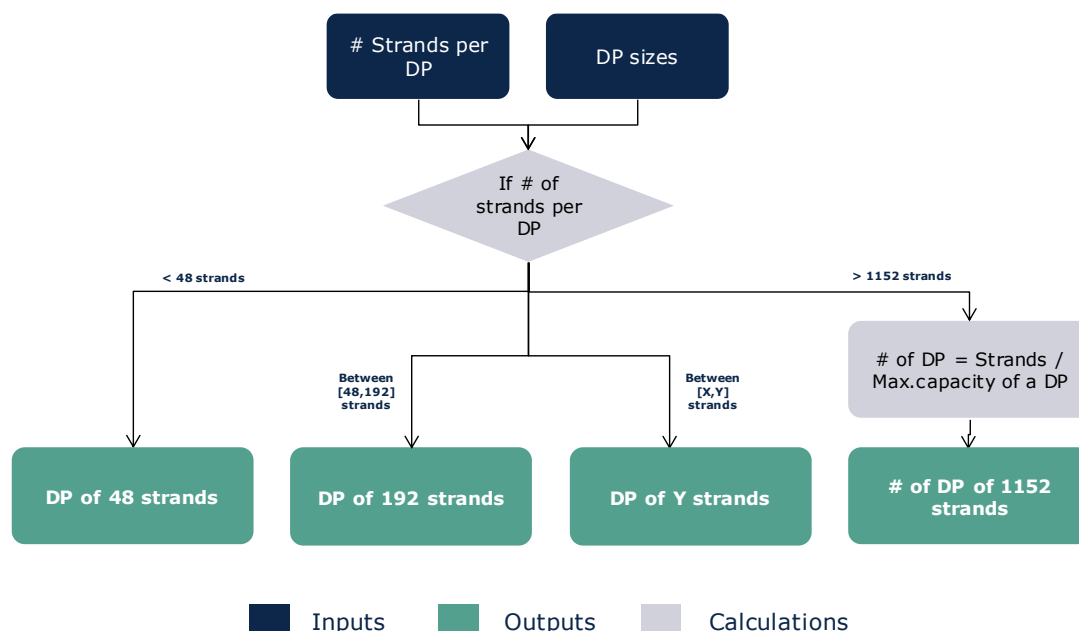 # Strands per
DP
DP sizes
If # of
strands per
DP
< 48 strands
> 1152 strands
Between
[48,192]
strands
Between
[X,Y]
strands
# of DP = Strands /
Max.capacity of a DP
DP of 48 strands
DP of 192 strands
DP of Y strands
# of DP of 1152
strands
Inputs
Outputs
Calculations